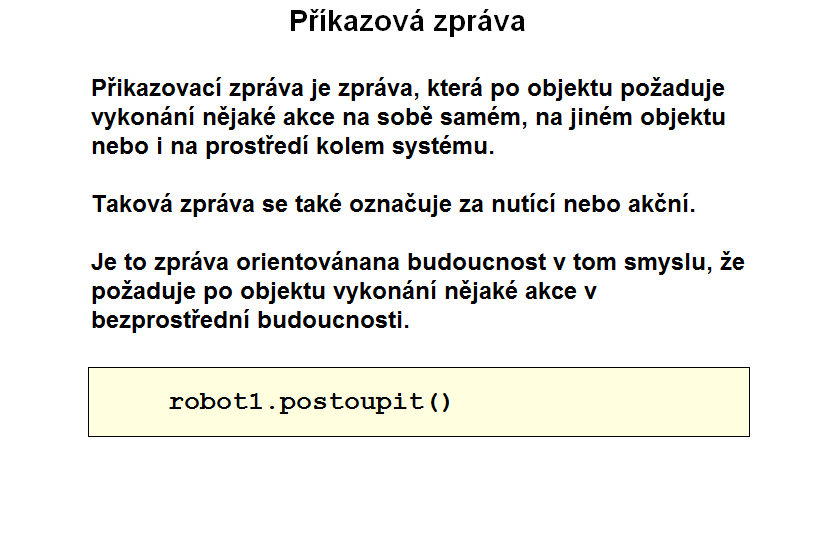 Příkazová zpráva
Přikazovací zpráva je zpráva, která po objektu požaduje
vykonání nějaké akce na sobě samém, na jiném objektu
nebo i na prostředí kolem systému.
Taková zpráva se také označuje za nutící nebo akční.
Je to zpráva orientovánana budoucnost v tom smyslu, že
požaduje po objektu vykonání nějaké akce v
bezprostřední budoucnosti.
robot1.postoupit()